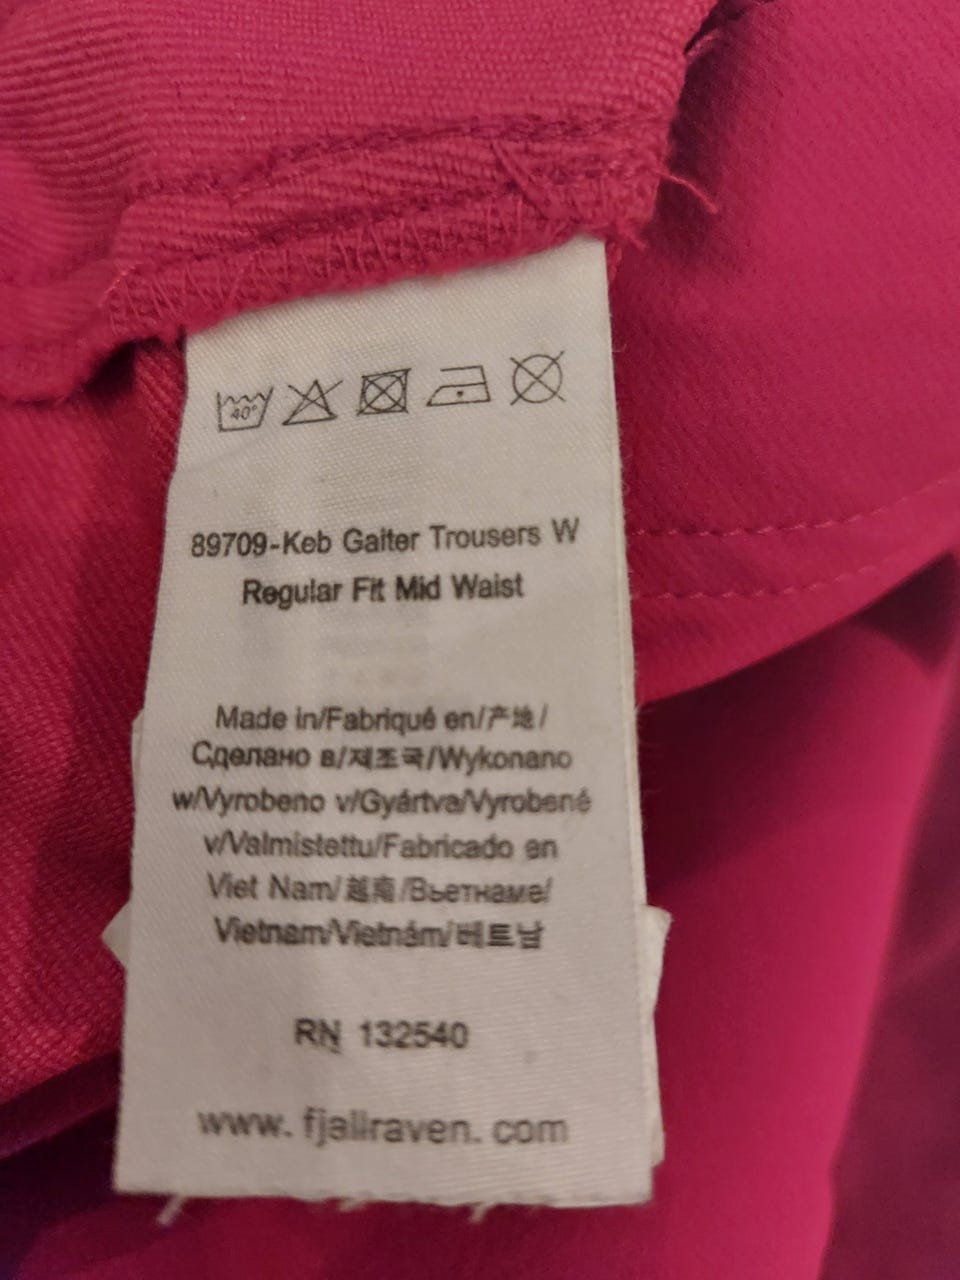 40°
89709-Keb Gaiter Trousers W
Regular Fit Mid Waist
Made in/Fabriqué en/产地/
Сделано в/제조국/Wykonano
w/Vyrobeno v/Gyártva/Vyrobené
v/Valmistettu/Fabricado en
Viet Nam/越南/Вьетнаме/
Vietnam/Vietnám/베트남
RN 132540
www. fjallraven. com